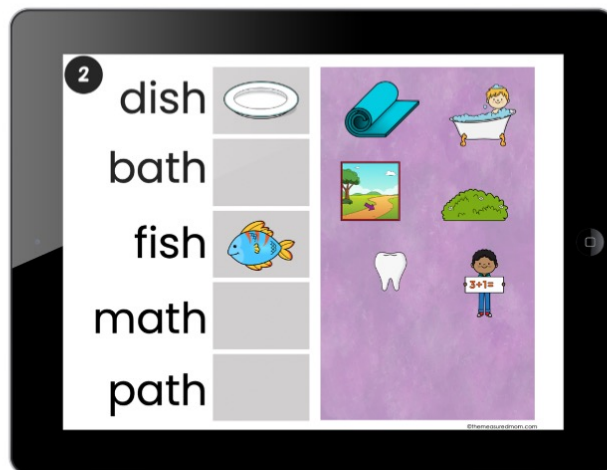 2
dish
bath
fish
math
path
3+1=
©themeasuredmom.com